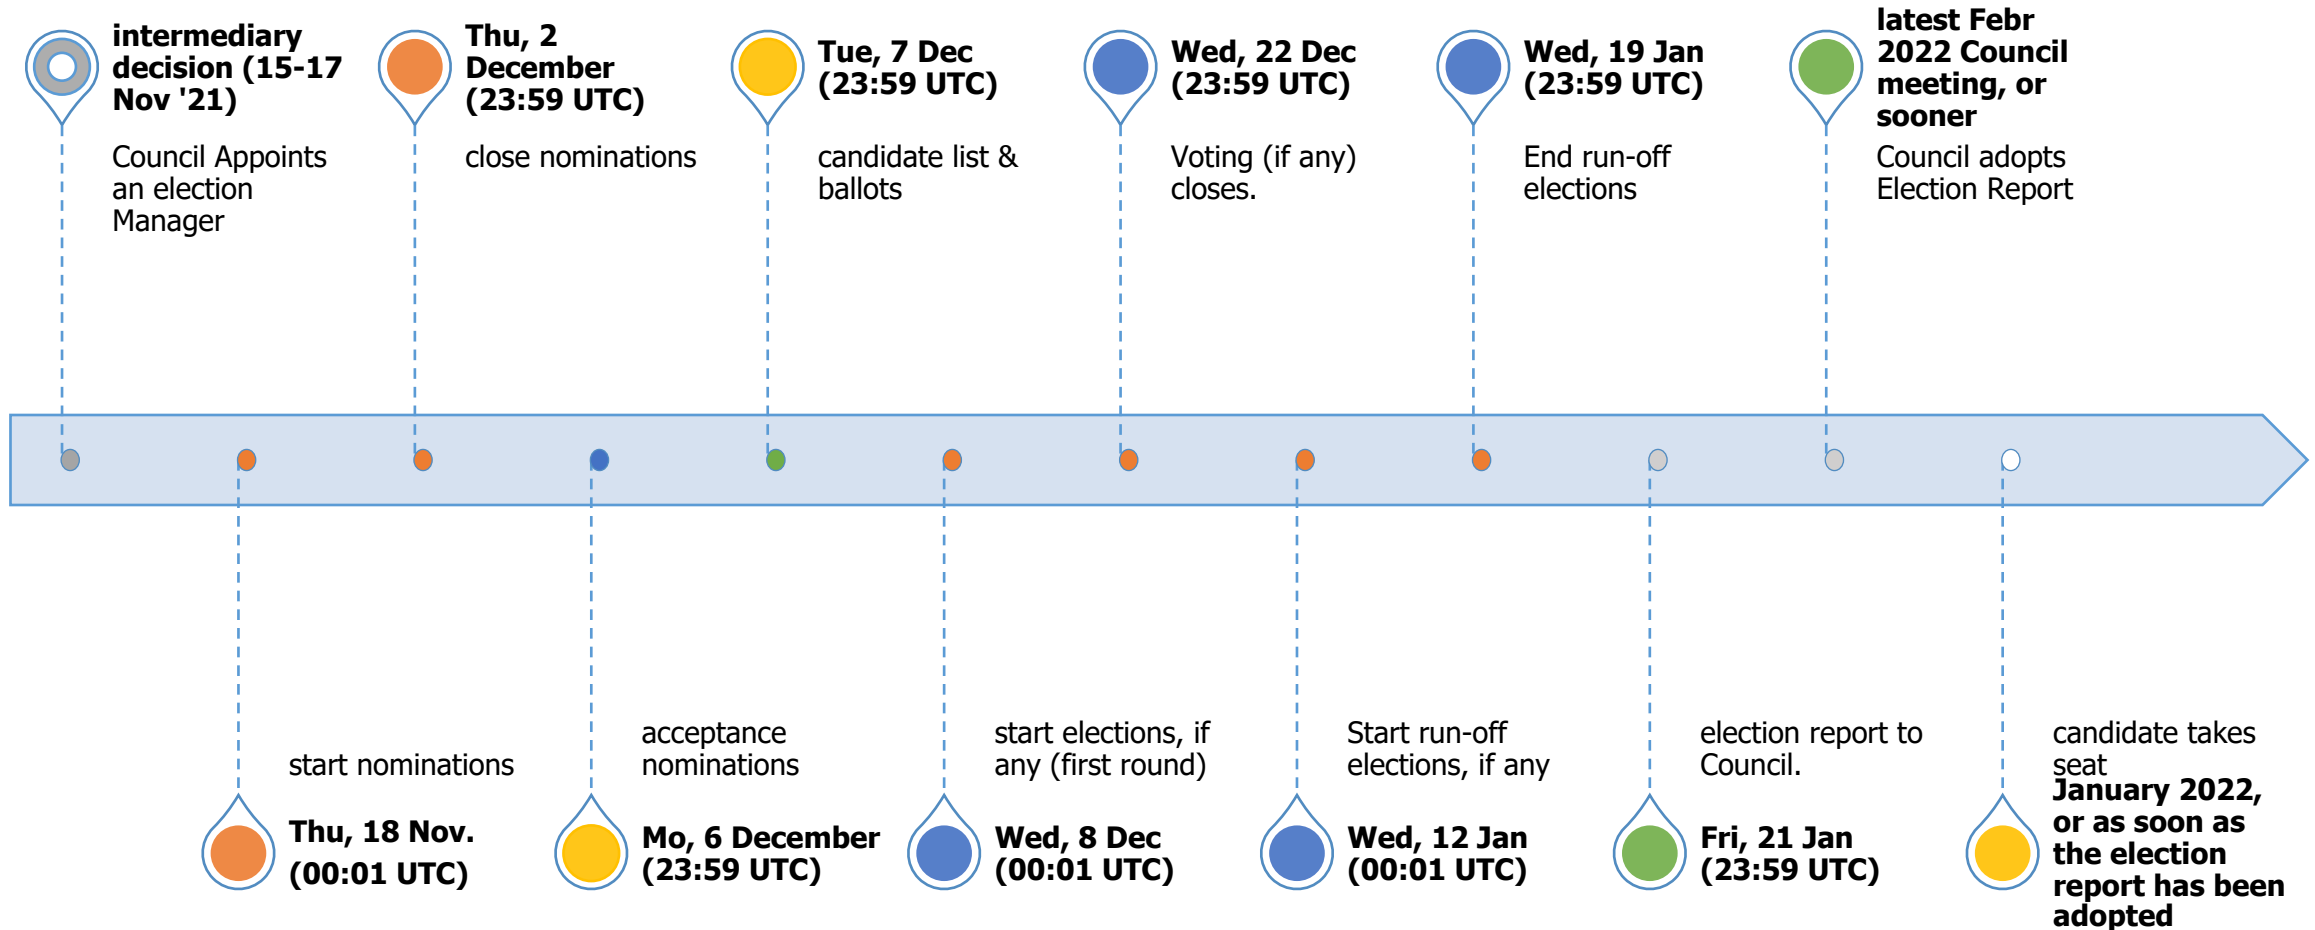 intermediary
decision (15-17
Nov '21)
Council Appoints
an election
Manager
Thu, 2
December
(23:59 UTC)
close nominations
Tue, 7 Dec
(23:59 UTC)
candidate list &
ballots
Wed, 22 Dec
(23:59 UTC)
Voting (if any)
closes.
Wed, 19 Jan
(23:59 UTC)
End run-off
elections
latest Febr
2022 Council
meeting, or
sooner
Council adopts
Election Report
start nominations
Thu, 18 Nov.
(00:01 UTC)
acceptance
nominations
Mo, 6 December
(23:59 UTC)
start elections, if
any (first round)
Wed, 8 Dec
(00:01 UTC)
Start run-off
elections, if any
Wed, 12 Jan
(00:01 UTC)
election report to
Council.
Fri, 21 Jan
(23:59 UTC)
candidate takes
seat
January 2022,
or as soon as
the election
report has been
adopted